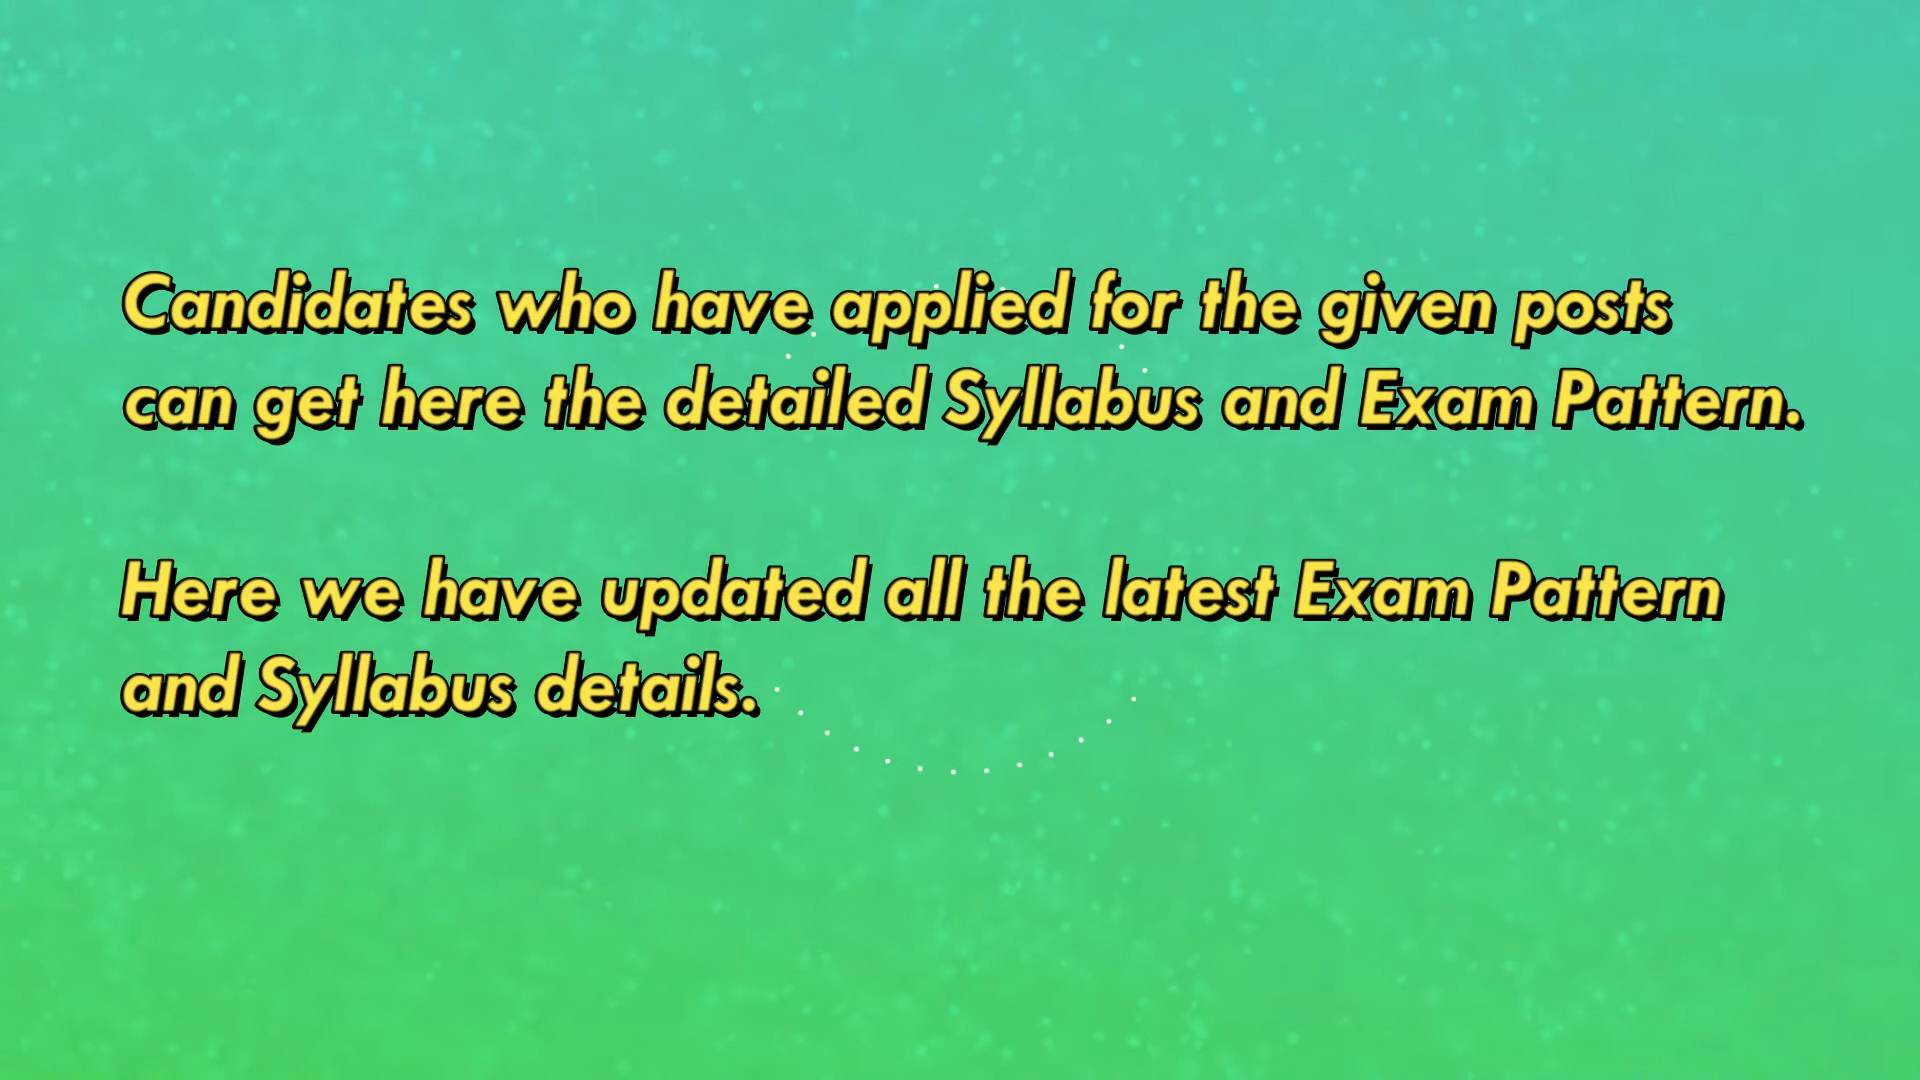 Candidates who have applied for the given posts
can get here the detailed Syllabus and Exam Pattern.
Here we have updated all the latest Exam Pattern
and Syllabus details.